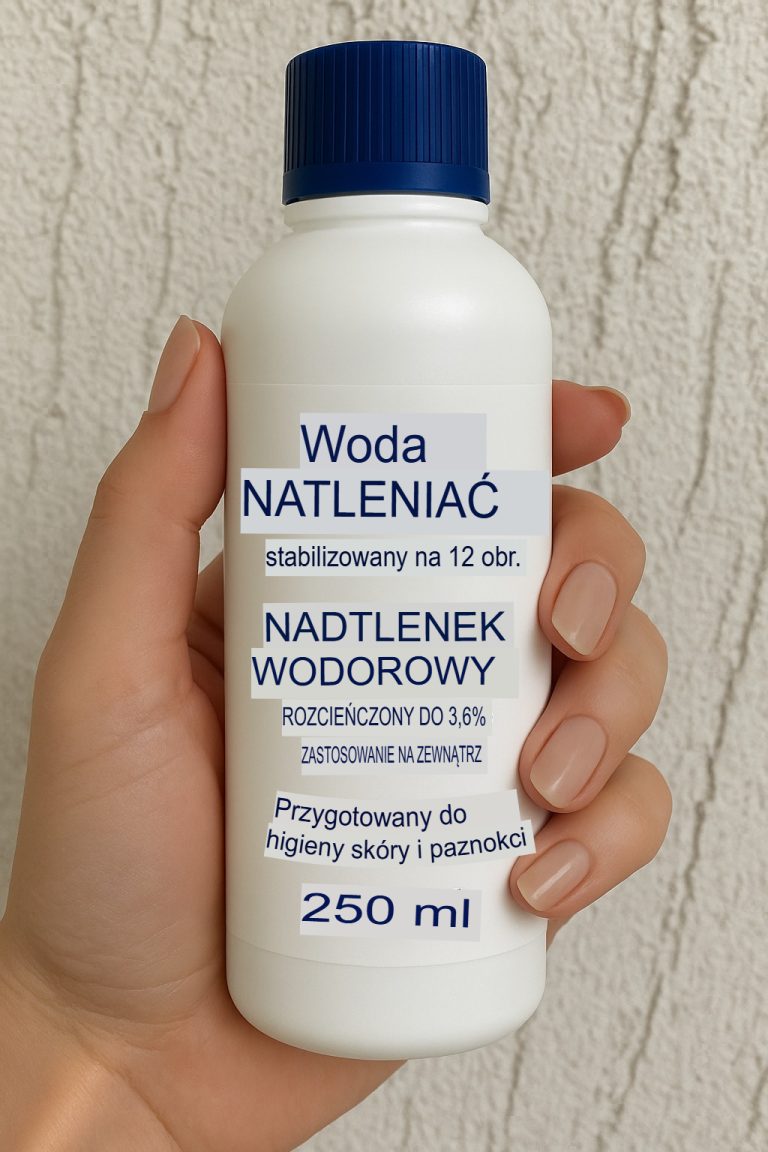 Woda
NATLENIAĆ
stabilizowany na 12 obr.
NADTLENEK
WODOROWY
ROZCIEŃCZONY DO 3,6%
ZASTOSOWANIE NA ZEWNĄTRZ
Przygotowany do
higieny skóry i paznokci
250 ml